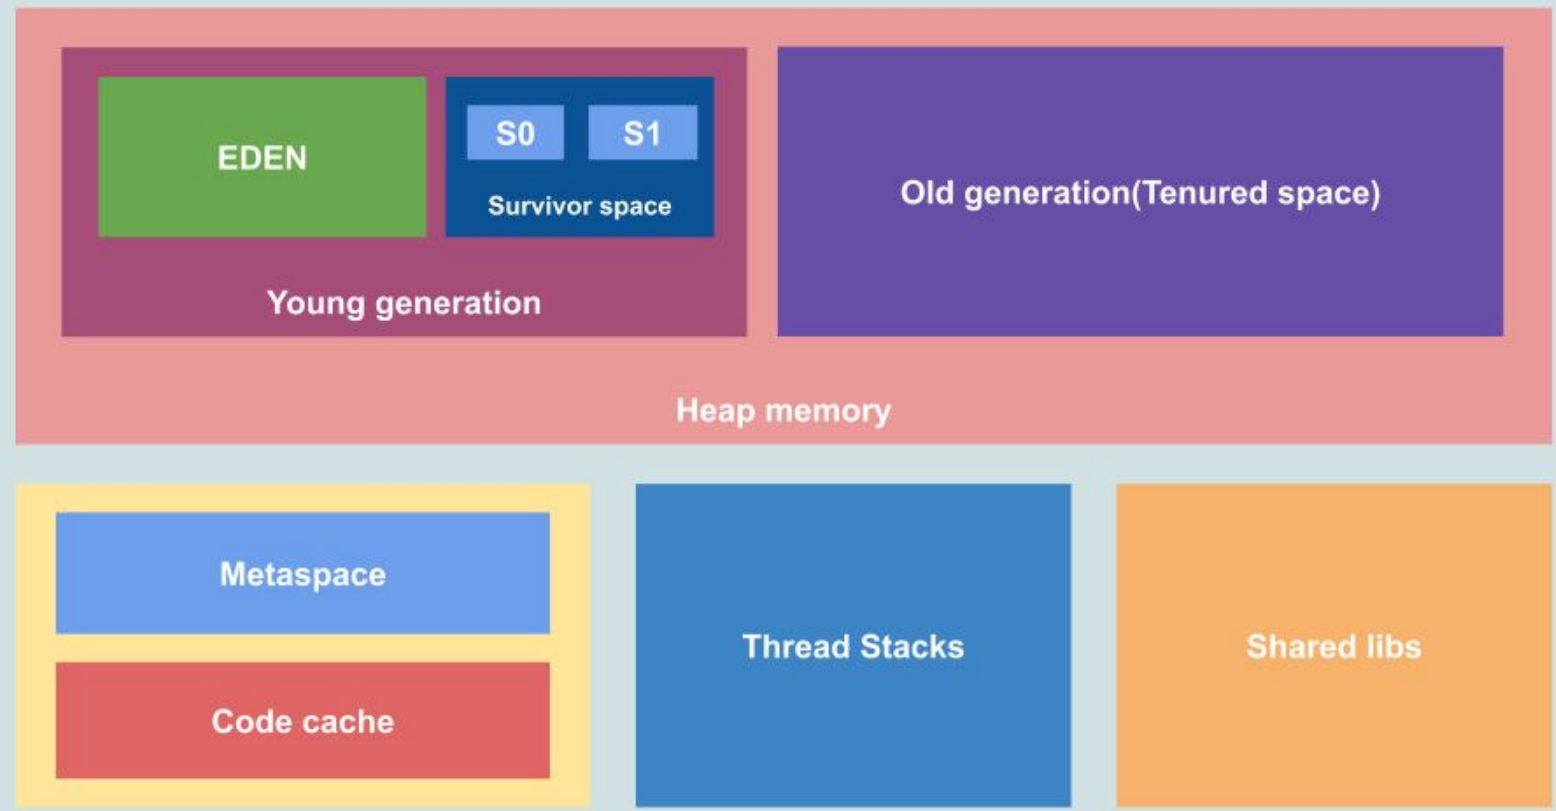 EDEN
S0
S1
Survivor space
Young generation
Old generation(Tenured space)
Heap memory
Metaspace
Code cache
Thread Stacks
Shared libs